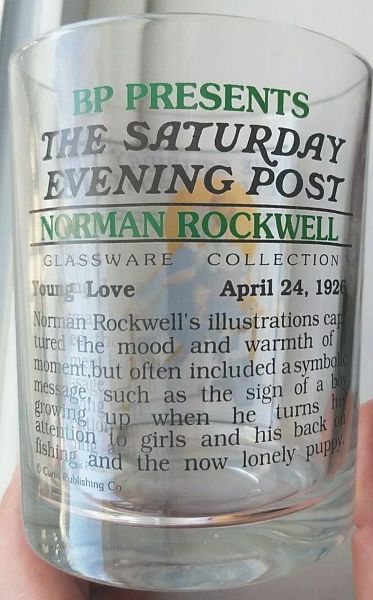 BP PRESENTS
THE SATURDAY
EVENING POST
NORMAN ROCKWELL
GLASSWARE COLLECTION
Young Love April 24, 1926
Norman Rockwell's illustrations cap
tured the mood and warmth of
moment, but often included a symbol
message, such as the sign of a boy
growing up when he turns his
attention to girls and his back on
fishing and the now lonely puppy.
© Curtis Publishing Co